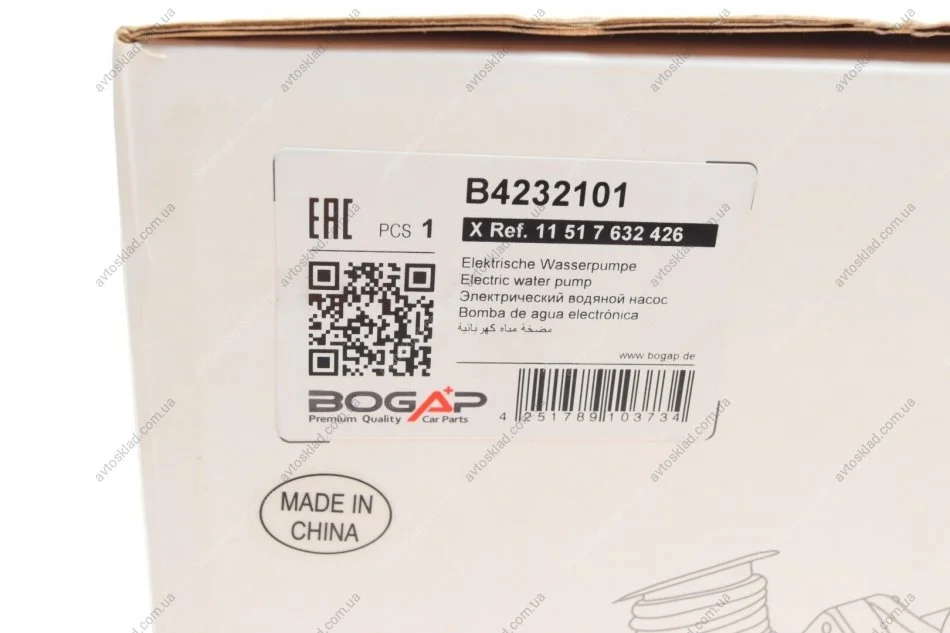 B4232101
EAC PCS 1
X Ref. 11 51 7 632 426
Elektrische Wasserpumpe
Electric water pump
Электрический водяной насос
Bomba de agua electrónica
مضخة مياه كهربائية
www.bogap.de
BOGAP
Premium Quality Car Parts
4 251789 103734
MADE IN
CHINA
avtosklad.com.ua